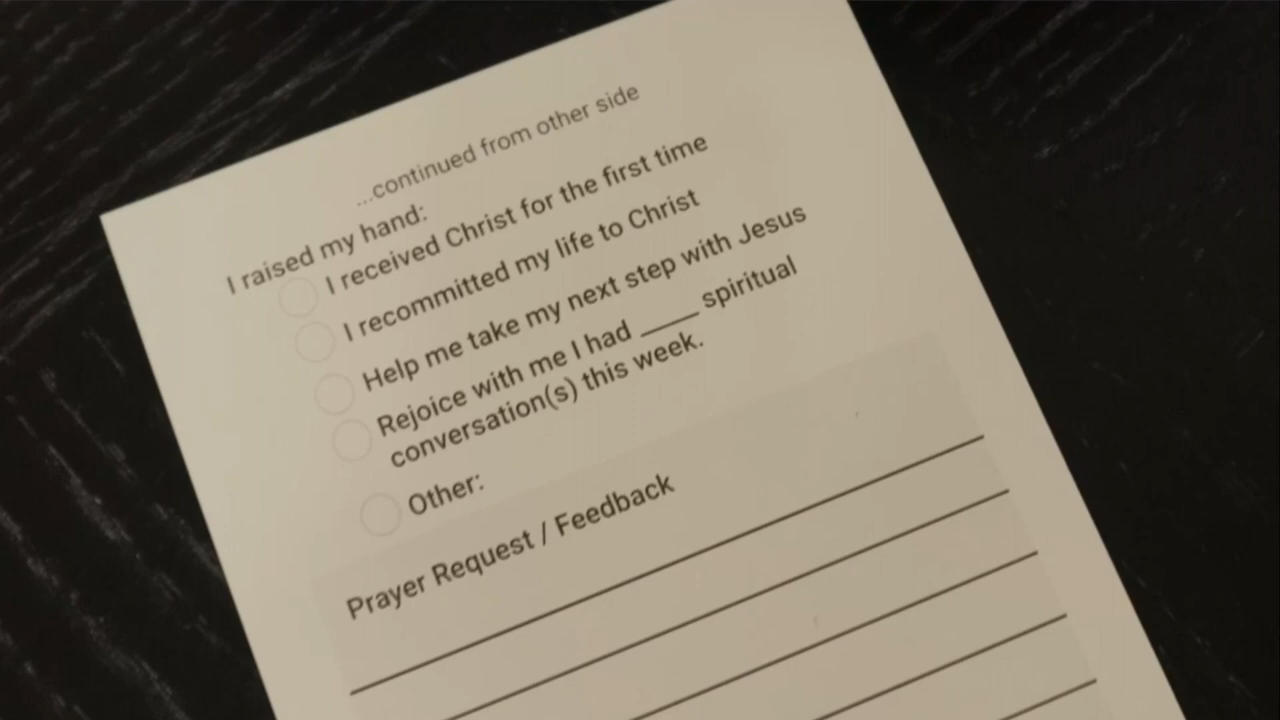 ...continued from other side
I raised my hand:
I received Christ for the first time
I recommitted my life to Christ
Help me take my next step with Jesus
Rejoice with me I had ____ spiritual
conversation(s) this week.
Other:
Prayer Request / Feedback